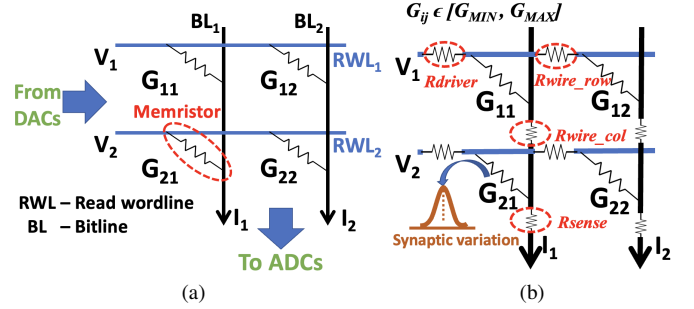 BL1 BL2
V1 RWL1
G11 G12
From
DACs
Memristor
V2 RWL2
G21 G22
RWL – Read wordline
BL – Bitline
I1 I2
To ADCs
(a)
Gij ϵ [GMIN, GMAX]
V1
Rdriver Rwire_row
G11 G12
Rwire_col
V2
G21 G22
Rsense
Synaptic variation
I1 I2
(b)